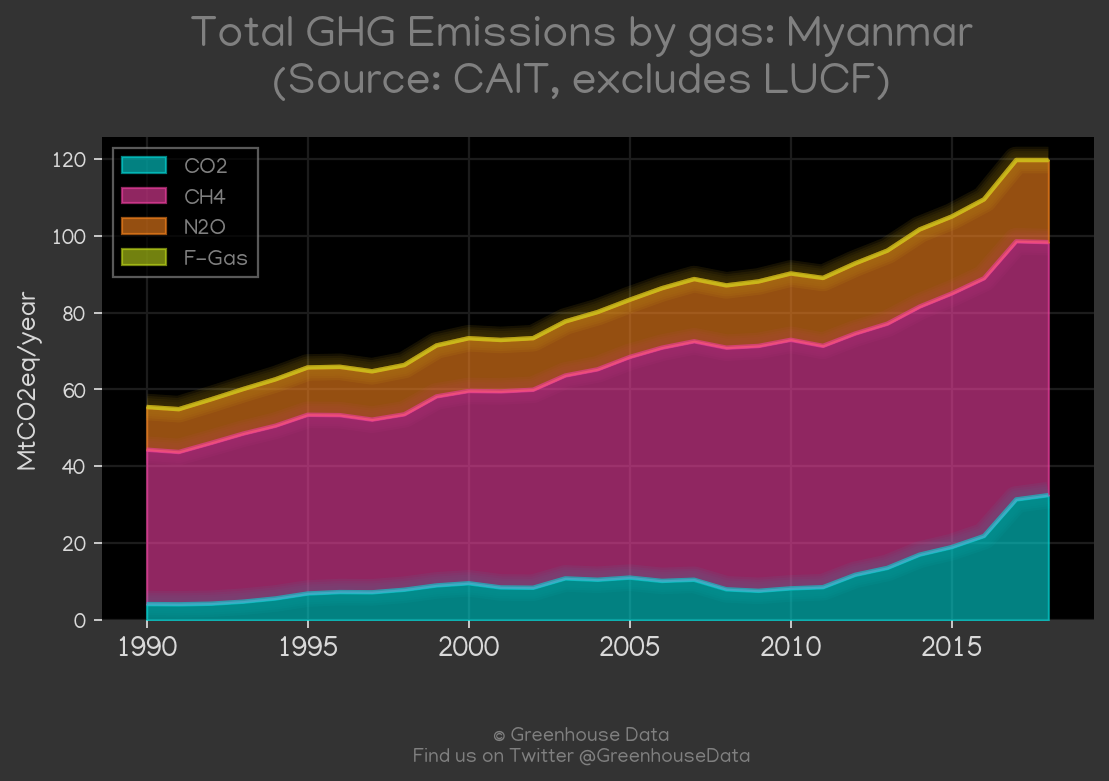 Total GHG Emissions by gas: Myanmar
(Source: CAIT, excludes LUCF)
CO2
CH4
N2O
F-Gas
MtCO2eq/year
120
100
80
60
40
20
0
1990 1995 2000 2005 2010 2015
© Greenhouse Data
Find us on Twitter @GreenhouseData